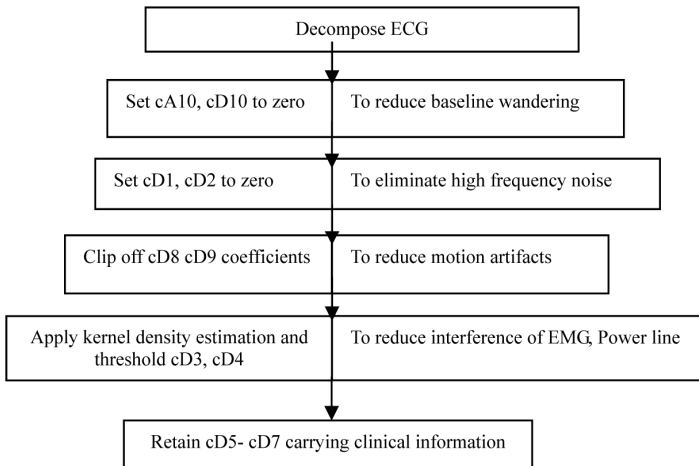 Decompose ECG
Set cA10, cD10 to zero
To reduce baseline wandering
Set cD1, cD2 to zero
To eliminate high frequency noise
Clip off cD8 cD9 coefficients
To reduce motion artifacts
Apply kernel density estimation and
threshold cD3, cD4
To reduce interference of EMG, Power line
Retain cD5- cD7 carrying clinical information